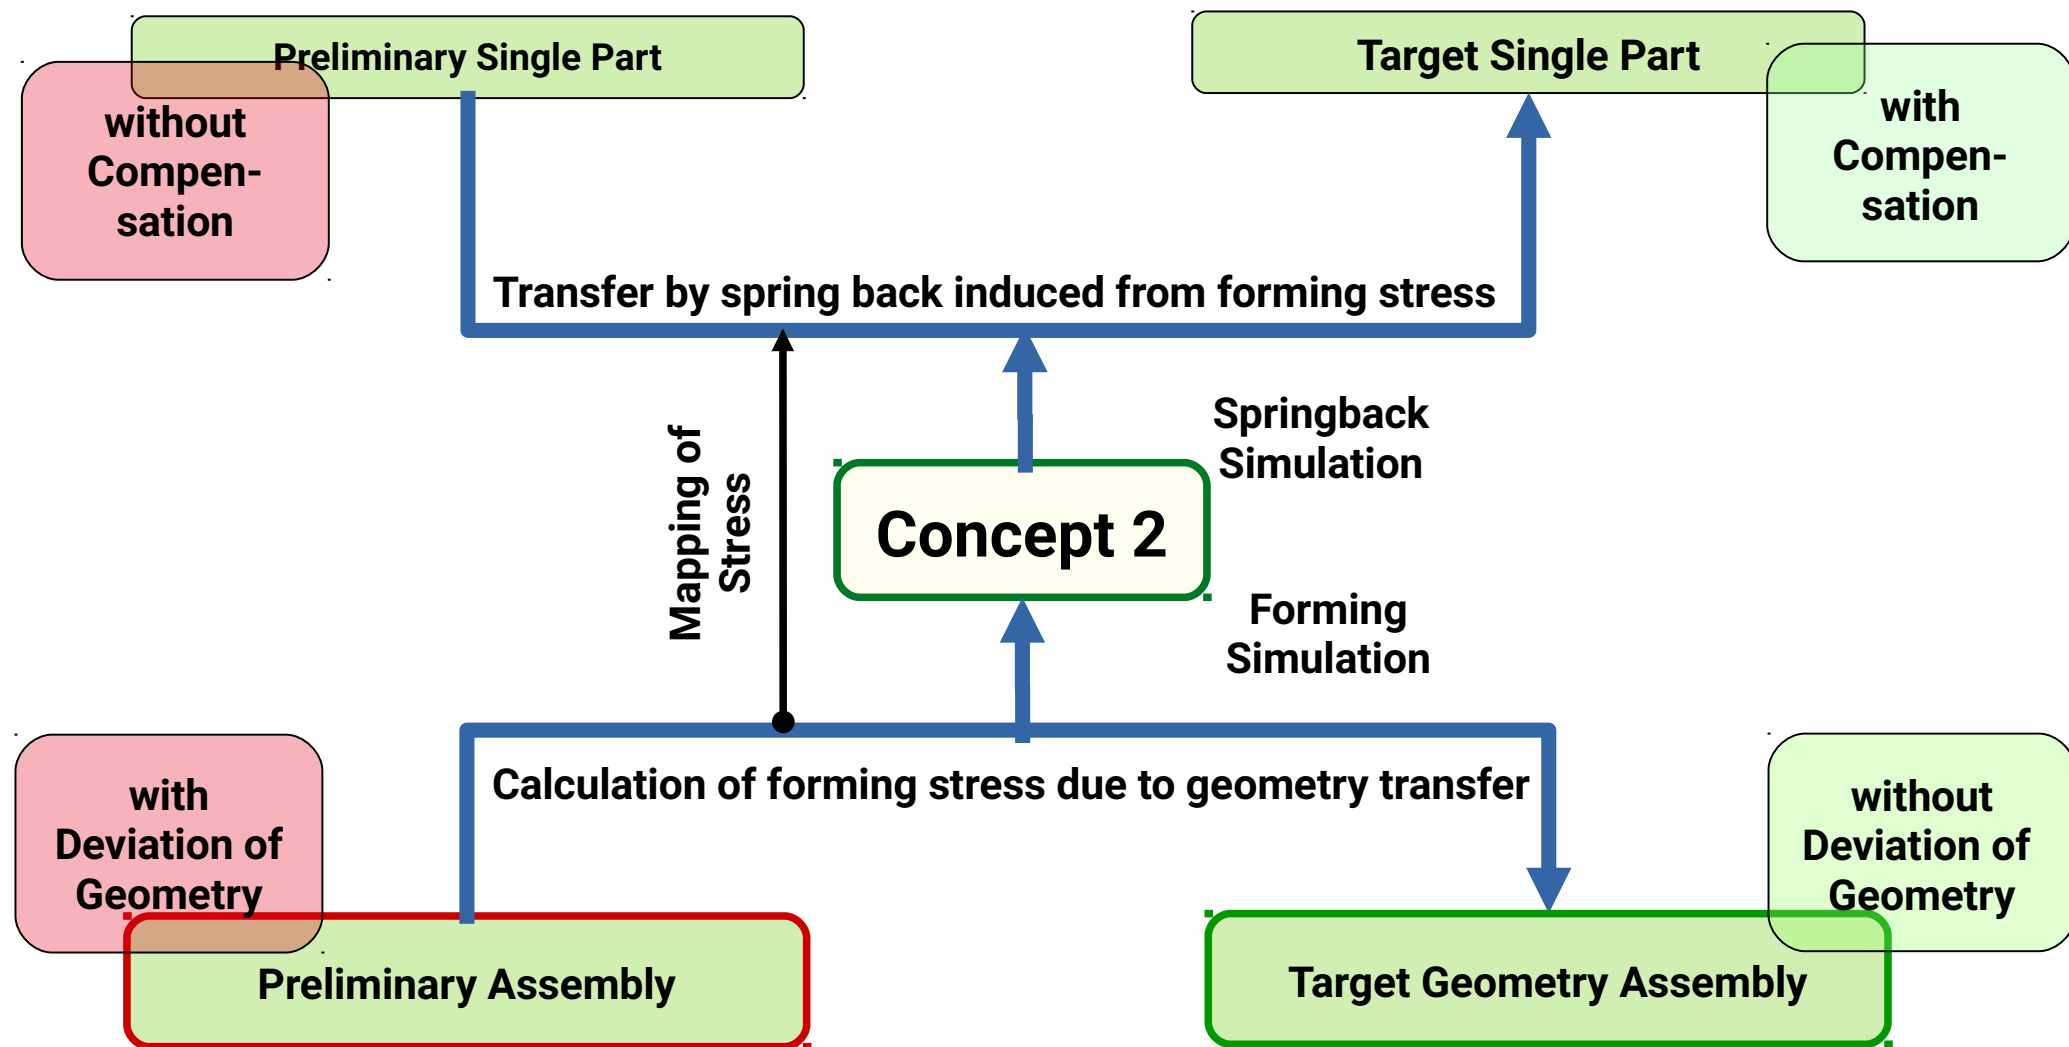 Preliminary Single Part
Target Single Part
without
Compen-
sation
with
Compen-
sation
Transfer by spring back induced from forming stress
Mapping of
Stress
Springback
Simulation
Concept 2
Forming
Simulation
Calculation of forming stress due to geometry transfer
with
Deviation of
Geometry
without
Deviation of
Geometry
Preliminary Assembly
Target Geometry Assembly